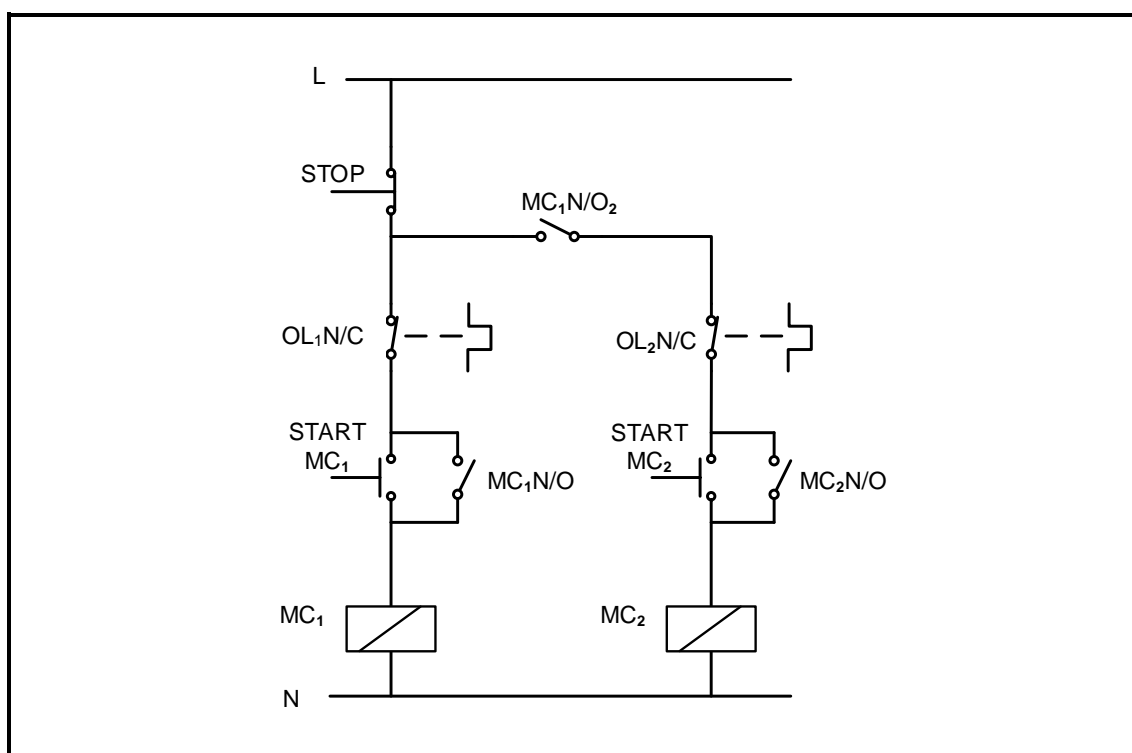 L
STOP
MC₁N/O₂
OL₁N/C
OL₂N/C
START
MC₁
MC₁N/O
START
MC₂
MC₂N/O
MC₁
MC₂
N